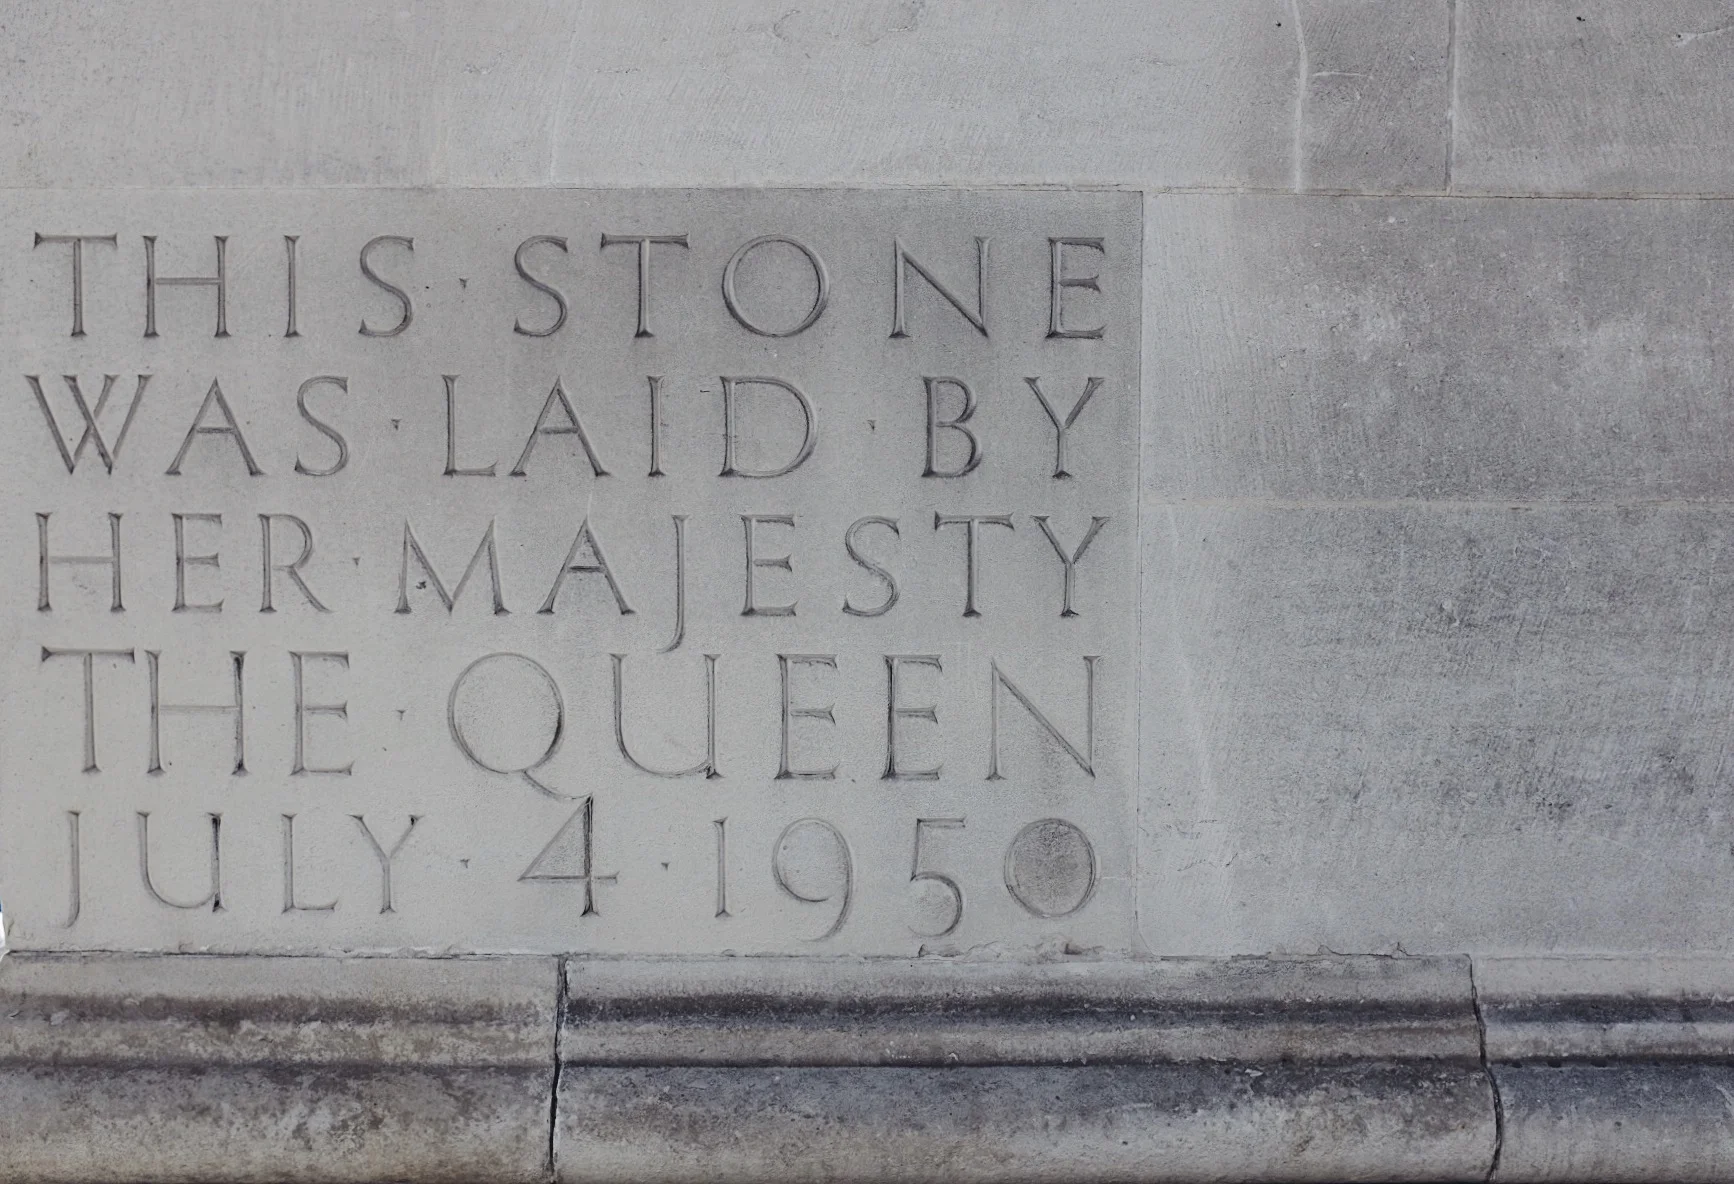 THIS · STONE
WAS · LAID · BY
HER · MAJESTY
THE · QUEEN
JULY · 4 · 1950